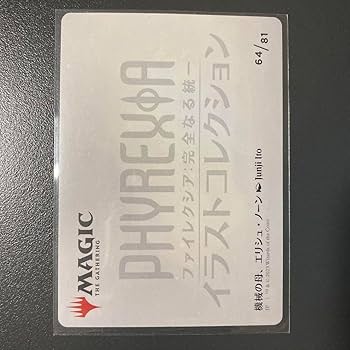 MAGIC
THE GATHERING
PHYREXIA
ファイレクシア:完全なる統一
イラストコレクション
64/81
機械の母、エリシュ・ノーン Junji Ito